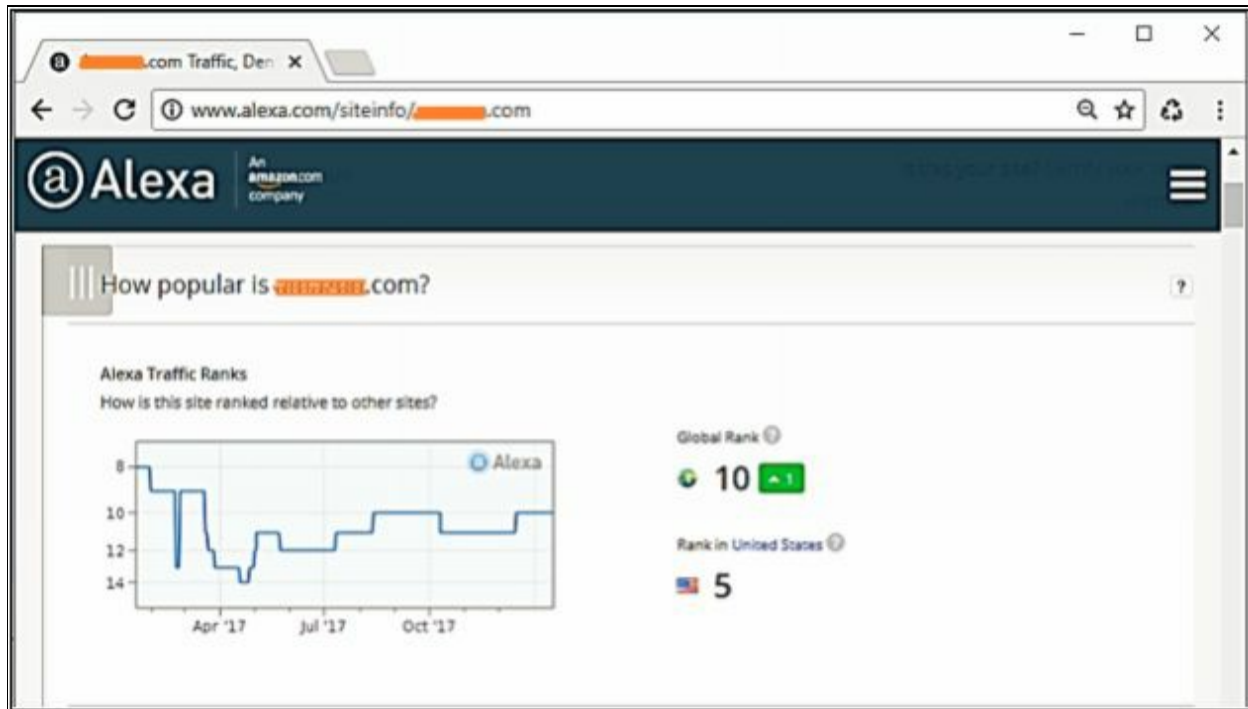 a .com Traffic, Den
www.alexa.com/siteinfo/ .com
a Alexa
An
amazon.com
company
How popular is .com?
?
Alexa Traffic Ranks
How is this site ranked relative to other sites?
Alexa
8
10
12
14
Apr '17 Jul '17 Oct '17
Global Rank ?
10 1
Rank in United States ?
5